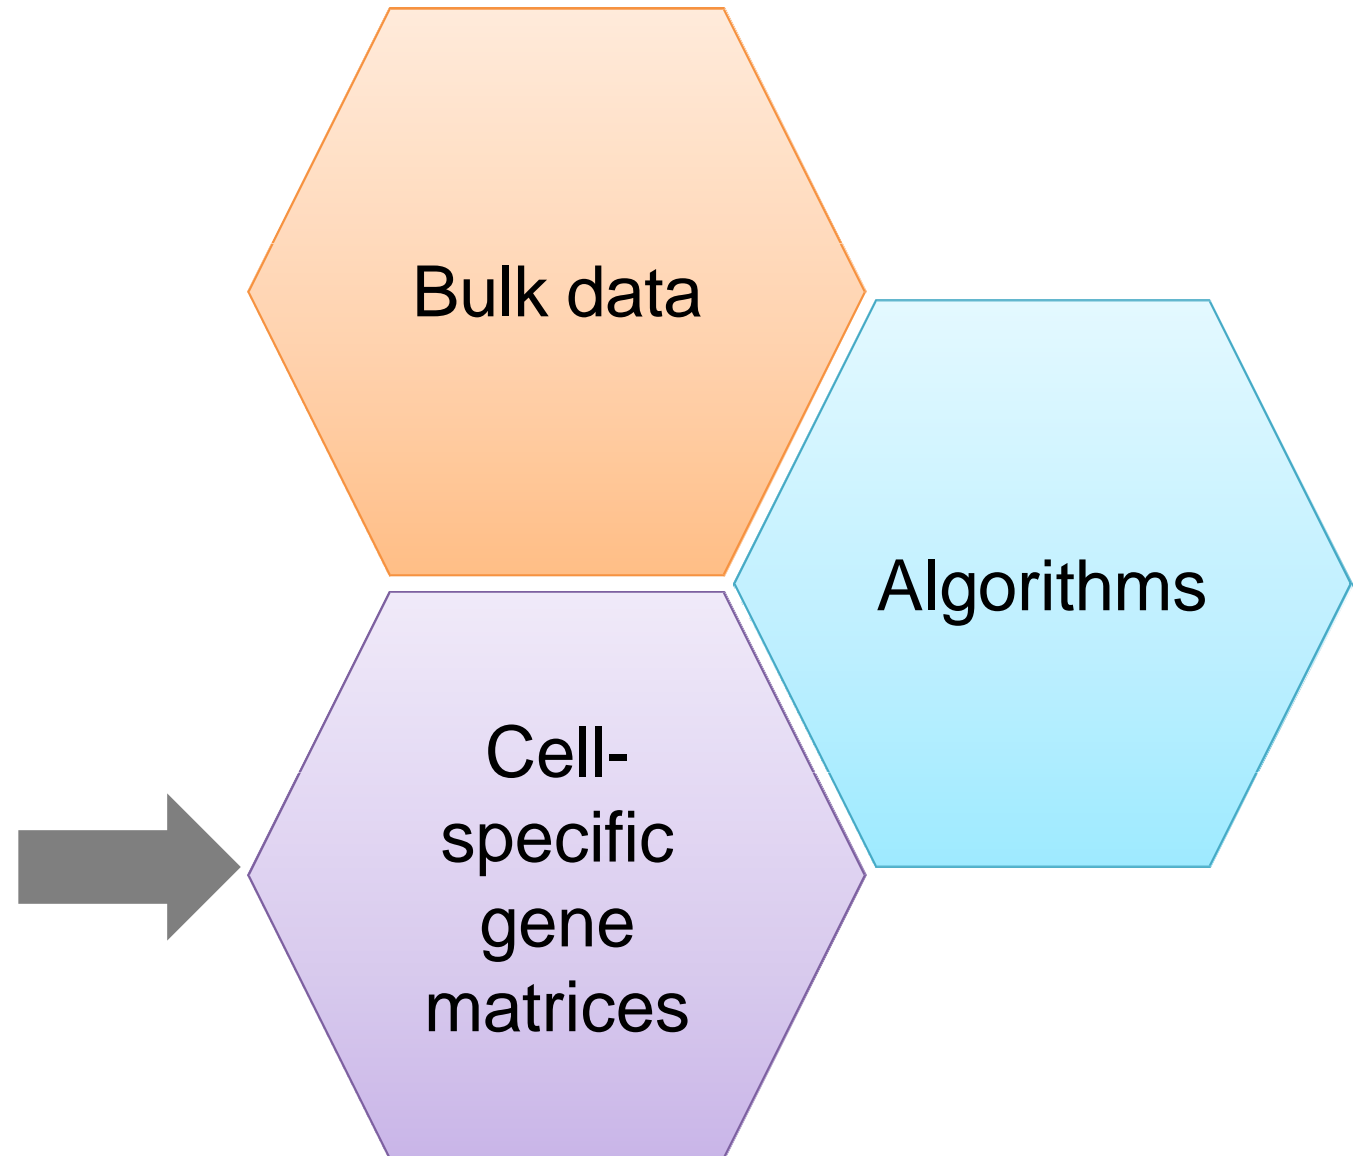 Bulk data
Algorithms
Cell-
specific
gene
matrices